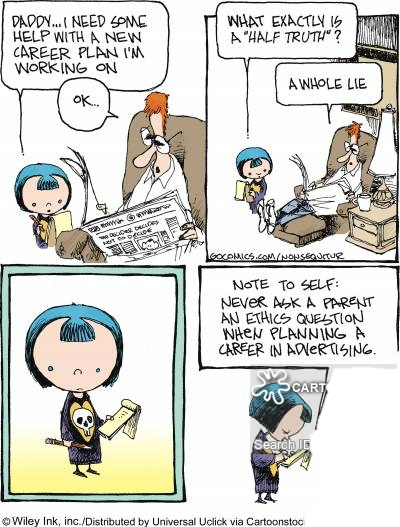 DADDY... I NEED SOME
HELP WITH A NEW
CAREER PLAN I'M
WORKING ON
OK...
WHAT EXACTLY IS
A "HALF TRUTH"?
A WHOLE LIE
GOCOMICS.COM/NONSEQUITUR
NOTE TO SELF:
NEVER ASK A PARENT
AN ETHICS QUESTION
WHEN PLANNING A
CAREER IN ADVERTISING.
CART
Search ID
© Wiley Ink, inc./Distributed by Universal Uclick via Cartoonstoc